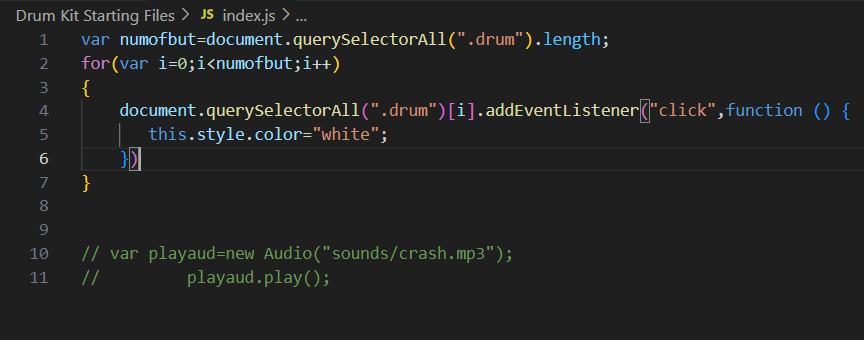 Drum Kit Starting Files > JS index.js > ...
1 var numofbut=document.querySelectorAll(".drum").length;
2 for(var i=0;i<numofbut;i++)
3 {
4     document.querySelectorAll(".drum")[i].addEventListener("click",function () {
5        this.style.color="white";
6     })
7 }
8
9
10 // var playaud=new Audio("sounds/crash.mp3");
11 //         playaud.play();